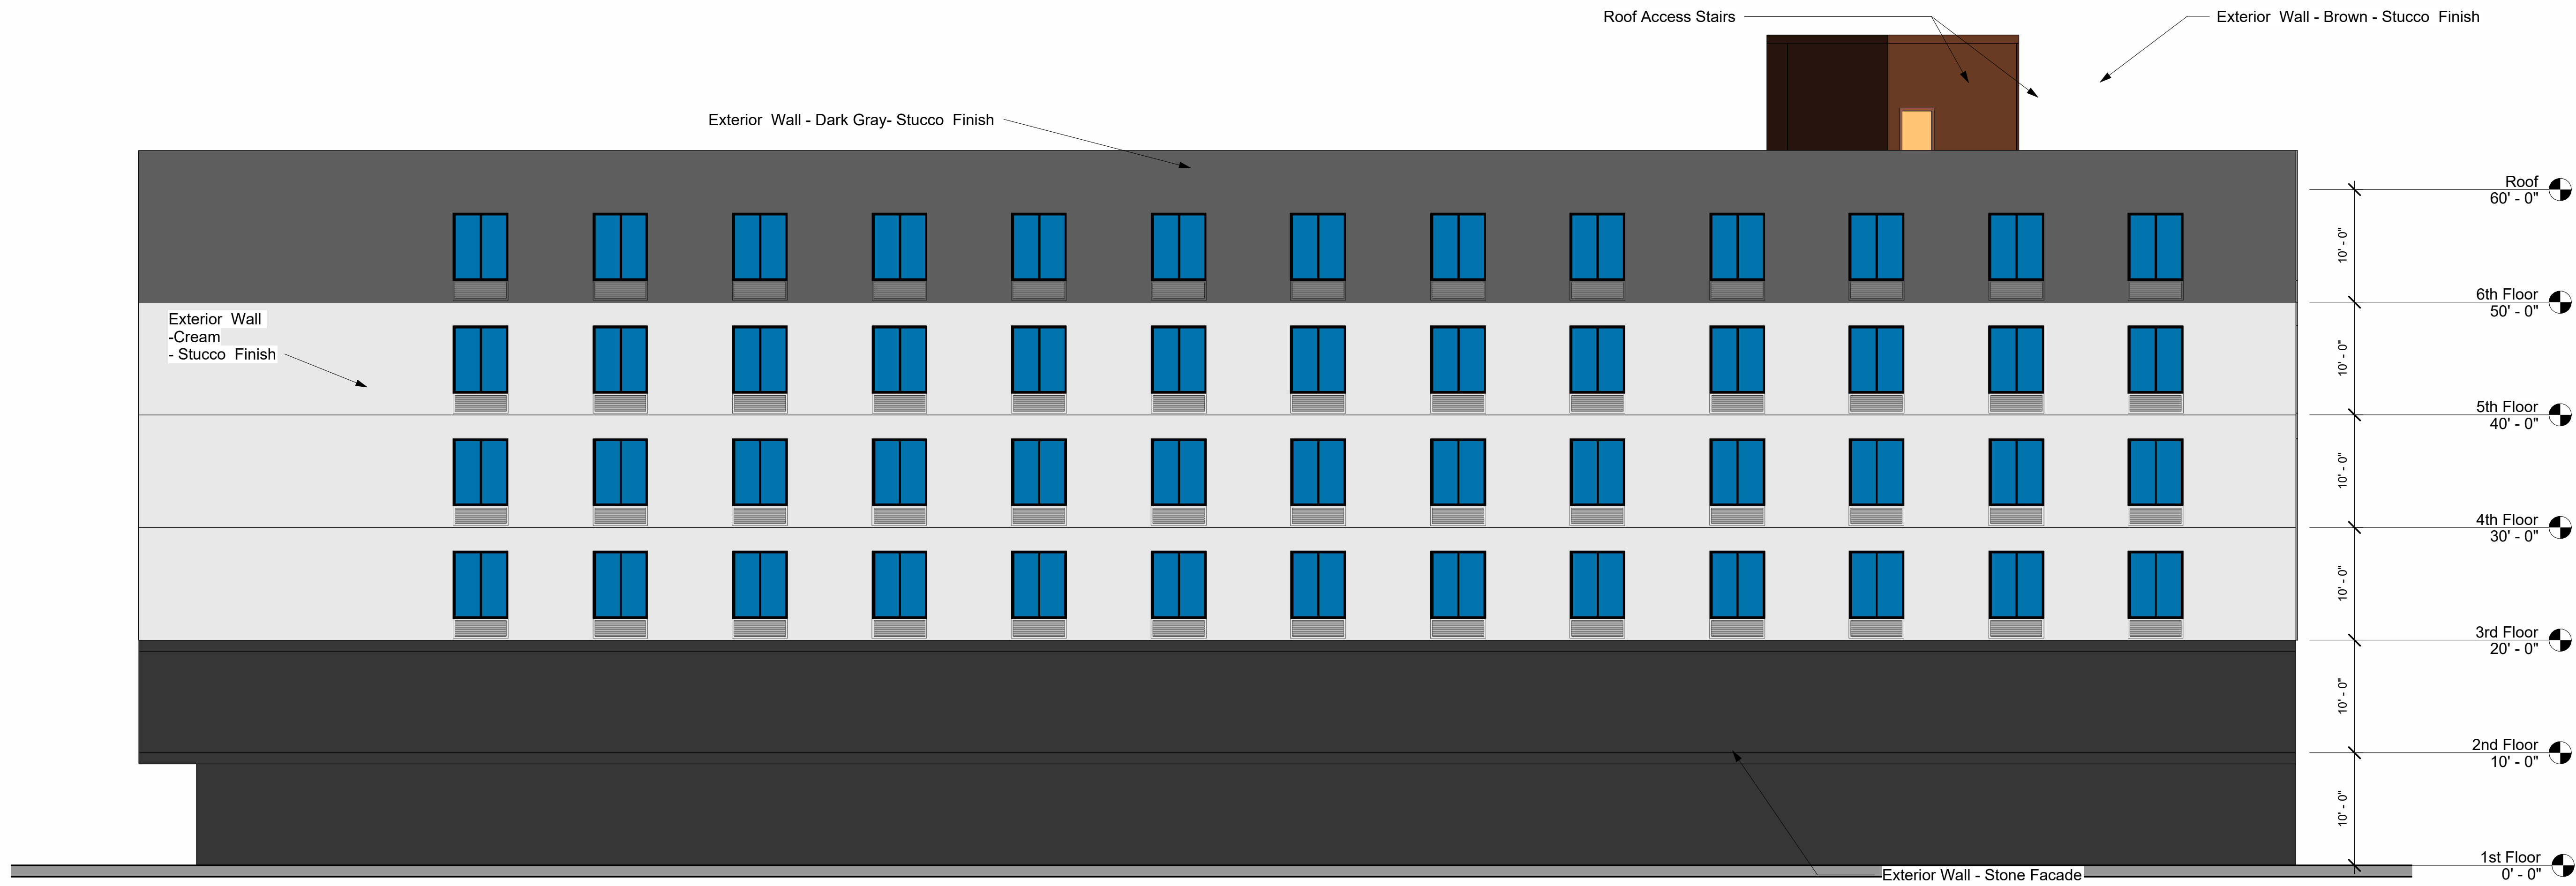 Roof Access Stairs
Exterior Wall - Brown - Stucco Finish
Exterior Wall - Dark Gray- Stucco Finish
Exterior Wall
-Cream
- Stucco Finish
Roof
60' - 0"
10' - 0"
6th Floor
50' - 0"
10' - 0"
5th Floor
40' - 0"
10' - 0"
4th Floor
30' - 0"
10' - 0"
3rd Floor
20' - 0"
10' - 0"
2nd Floor
10' - 0"
10' - 0"
1st Floor
0' - 0"
Exterior Wall - Stone Facade